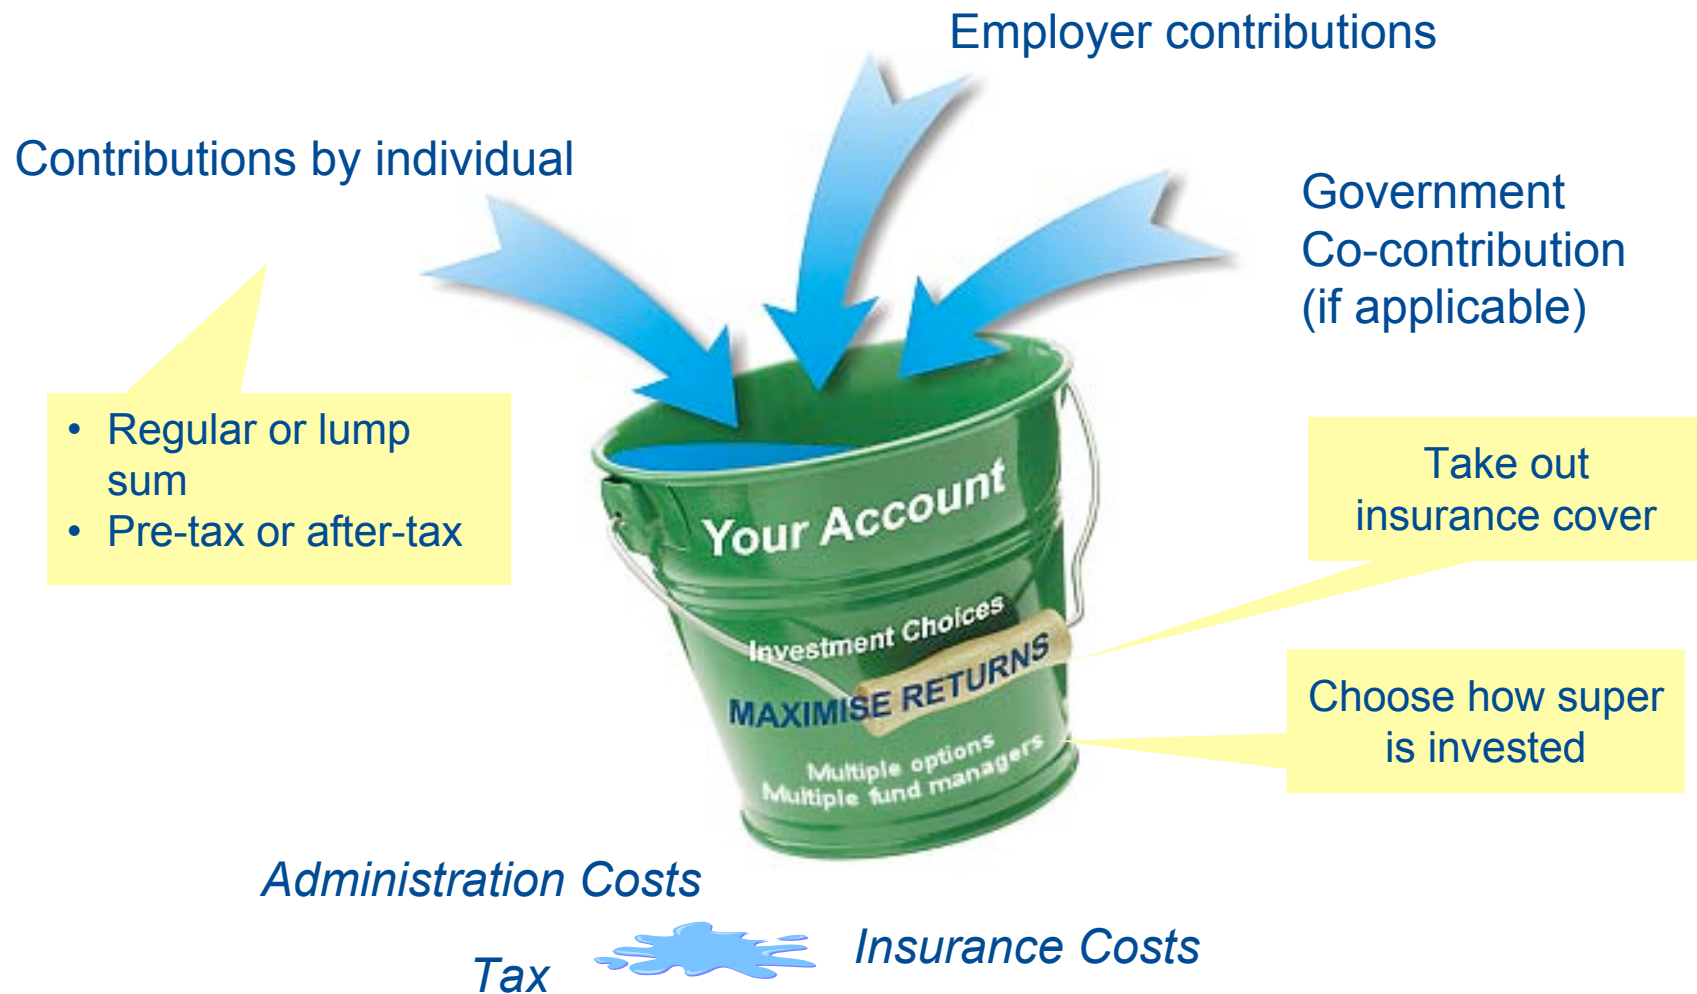 Employer contributions
Contributions by individual
Government
Co-contribution
(if applicable)
• Regular or lump
sum
• Pre-tax or after-tax
Your Account
Investment Choices
MAXIMISE RETURNS
Multiple options
Multiple fund managers
Take out
insurance cover
Choose how super
is invested
Administration Costs
Insurance Costs
Tax